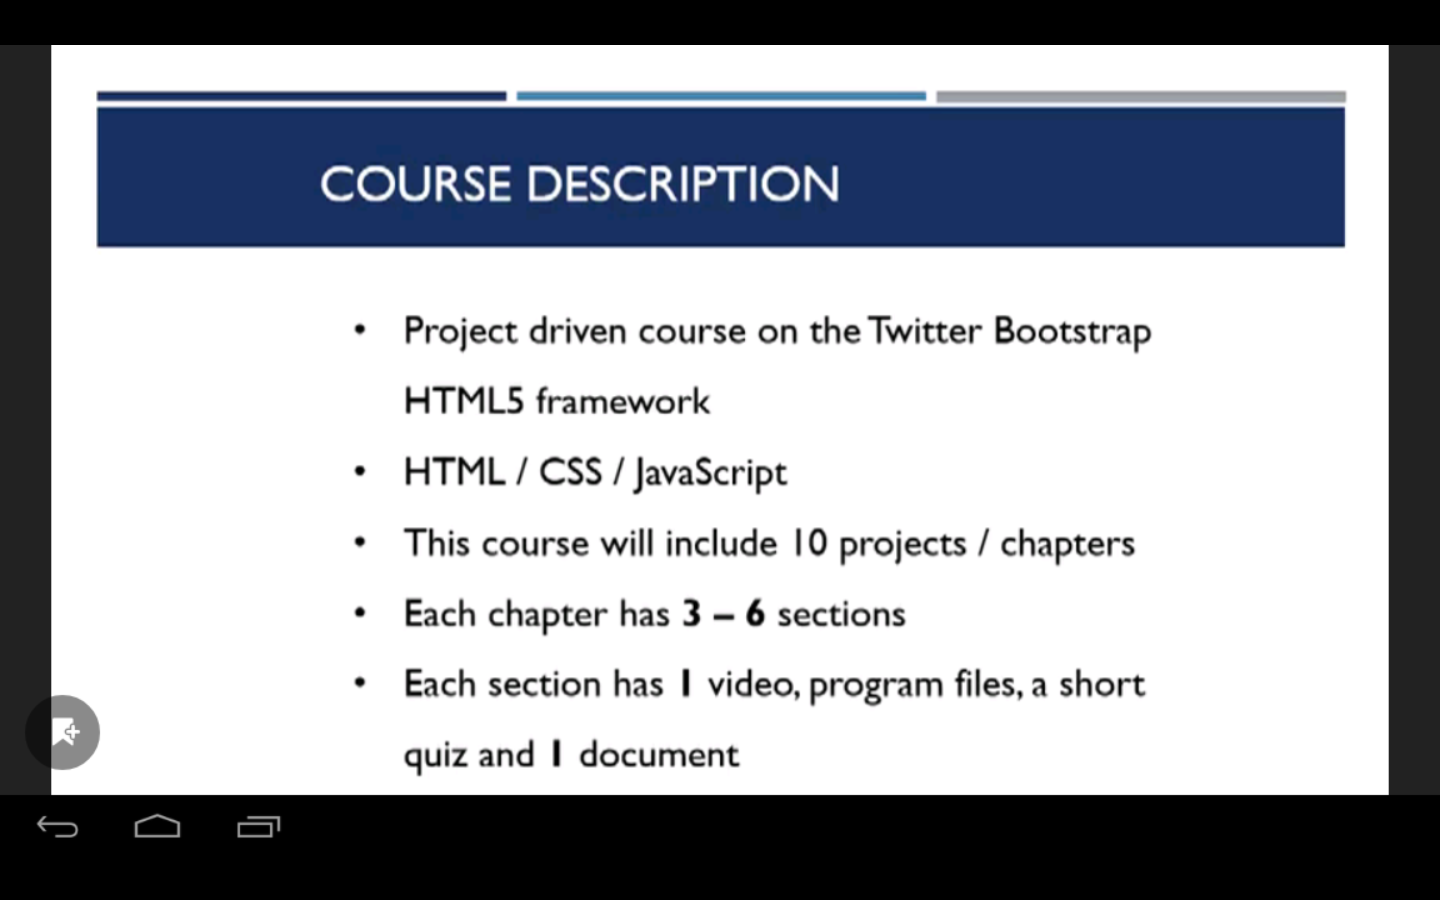 COURSE DESCRIPTION
• Project driven course on the Twitter Bootstrap
HTML5 framework
• HTML / CSS / JavaScript
• This course will include 10 projects / chapters
• Each chapter has 3 – 6 sections
• Each section has 1 video, program files, a short
quiz and 1 document